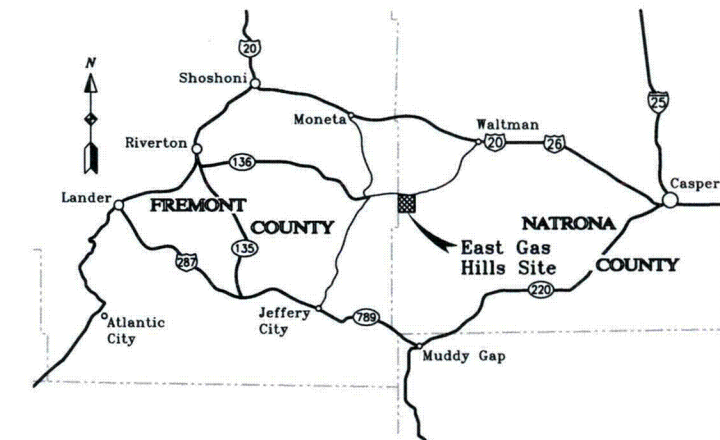 20
N
Shoshoni
25
Moneta
Waltman
20
26
Riverton
136
Casper
Lander
FREMONT
COUNTY
NATRONA
COUNTY
135
East Gas
Hills Site
287
220
Jeffery
City
789
Atlantic
City
Muddy Gap